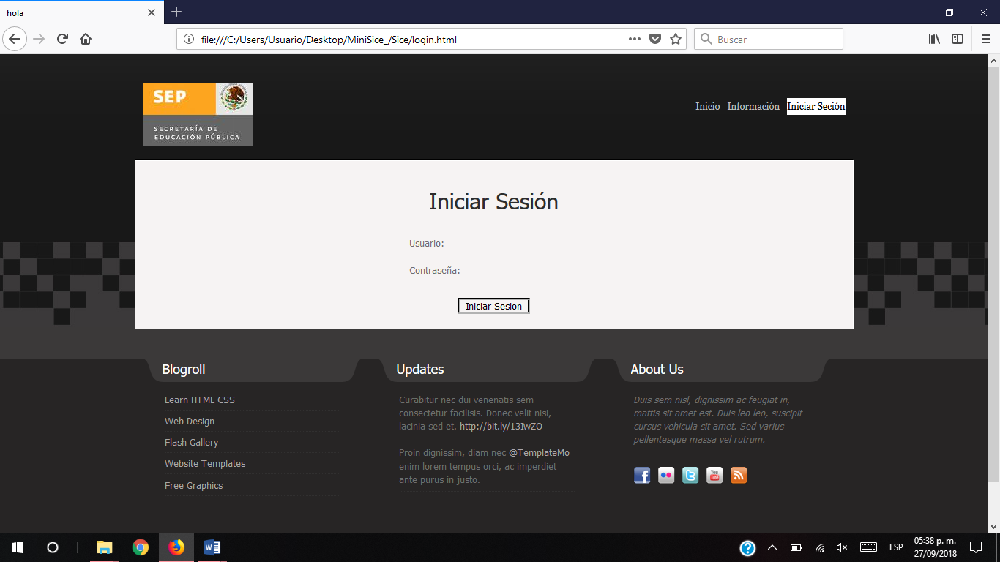 hola
file:///C:/Users/Usuario/Desktop/MiniSice_/Sice/login.html
Buscar
SEP
SECRETARÍA DE
EDUCACIÓN PÚBLICA
Inicio Información Iniciar Seción
Iniciar Sesión
Usuario:
Contraseña:
Iniciar Sesion
Blogroll
Learn HTML CSS
Web Design
Flash Gallery
Website Templates
Free Graphics
Updates
Curabitur nec dui venenatis sem
consectetur facilisis. Donec velit nisi,
lacinia sed et. http://bit.ly/13IwZO
Proin dignissim, diam nec @TemplateMo
enim lorem tempus orci, ac imperdiet
ante purus in justo.
About Us
Duis sem nisl, dignissim ac feugiat in,
mattis sit amet est. Duis leo leo, suscipit
cursus vehicula sit amet. Sed varius
pellentesque massa vel rutrum.
ESP
05:38 p. m.
27/09/2018